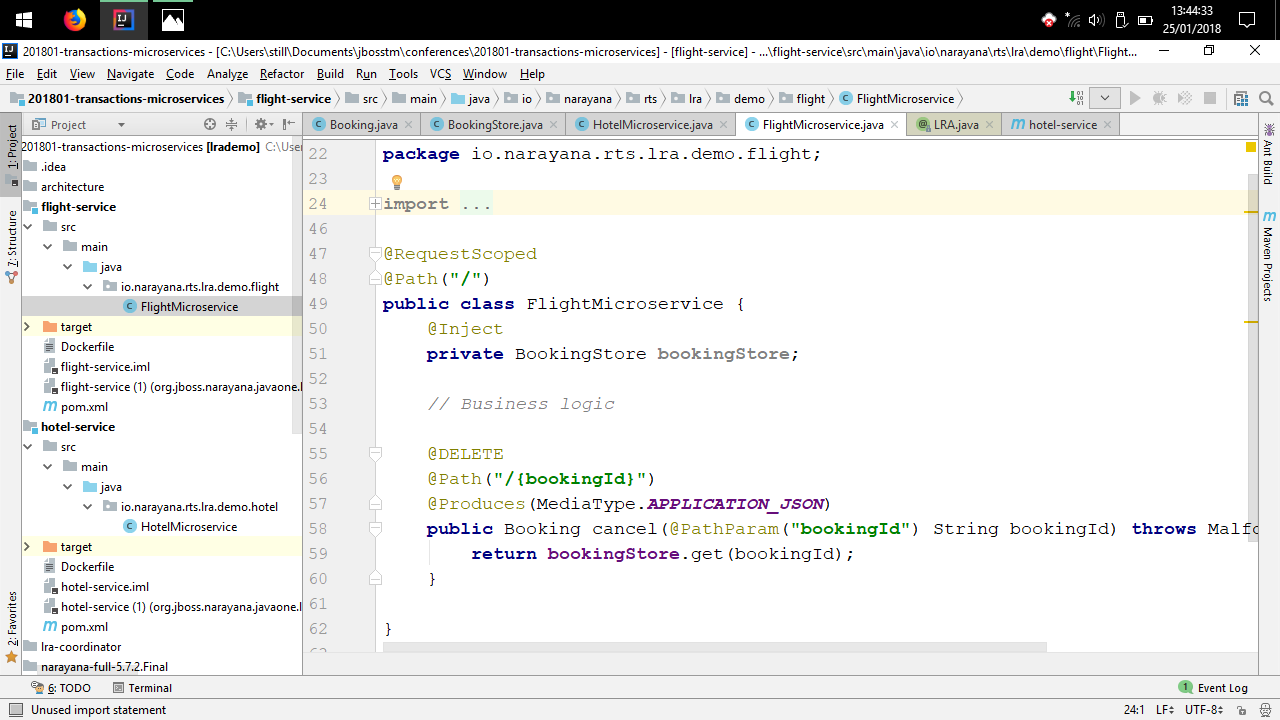 13:44:33
25/01/2018
201801-transactions-microservices - [C:\Users\still\Documents\jbosstm\conferences\201801-transactions-microservices] - [flight-service] - ...\flight-service\src\main\java\io\narayana\rts\lra\demo\flight\Flight...
File Edit View Navigate Code Analyze Refactor Build Run Tools VCS Window Help
201801-transactions-microservices flight-service src main java io narayana rts lra demo flight FlightMicroservice
Project
Booking.java BookingStore.java HotelMicroservice.java FlightMicroservice.java LRA.java hotel-service
1: Project
7: Structure
2: Favorites
201801-transactions-microservices [lrademo] C:\User
.idea
architecture
flight-service
src
main
java
io.narayana.rts.lra.demo.flight
FlightMicroservice
target
Dockerfile
flight-service.iml
flight-service (1) (org.jboss.narayana.javaone.l
pom.xml
hotel-service
src
main
java
io.narayana.rts.lra.demo.hotel
HotelMicroservice
target
Dockerfile
hotel-service.iml
hotel-service (1) (org.jboss.narayana.javaone.l
pom.xml
lra-coordinator
narayana-full-5.7.2.Final
22 package io.narayana.rts.lra.demo.flight;
23
24 import ...
46
47 @RequestScoped
48 @Path("/")
49 public class FlightMicroservice {
50 @Inject
51 private BookingStore bookingStore;
52
53 // Business logic
54
55 @DELETE
56 @Path("/{bookingId}")
57 @Produces(MediaType.APPLICATION_JSON)
58 public Booking cancel(@PathParam("bookingId") String bookingId) throws Malfo
59 return bookingStore.get(bookingId);
60 }
61
62 }
63
Ant Build
Maven Projects
6: TODO Terminal
1 Event Log
Unused import statement
24:1 LF UTF-8